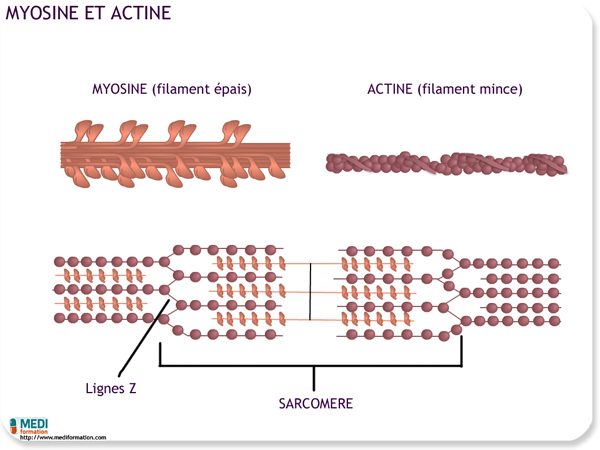 MYOSINE ET ACTINE
MYOSINE (filament épais)
ACTINE (filament mince)
Lignes Z
SARCOMERE
MEDI
formation
http://www.mediformation.com